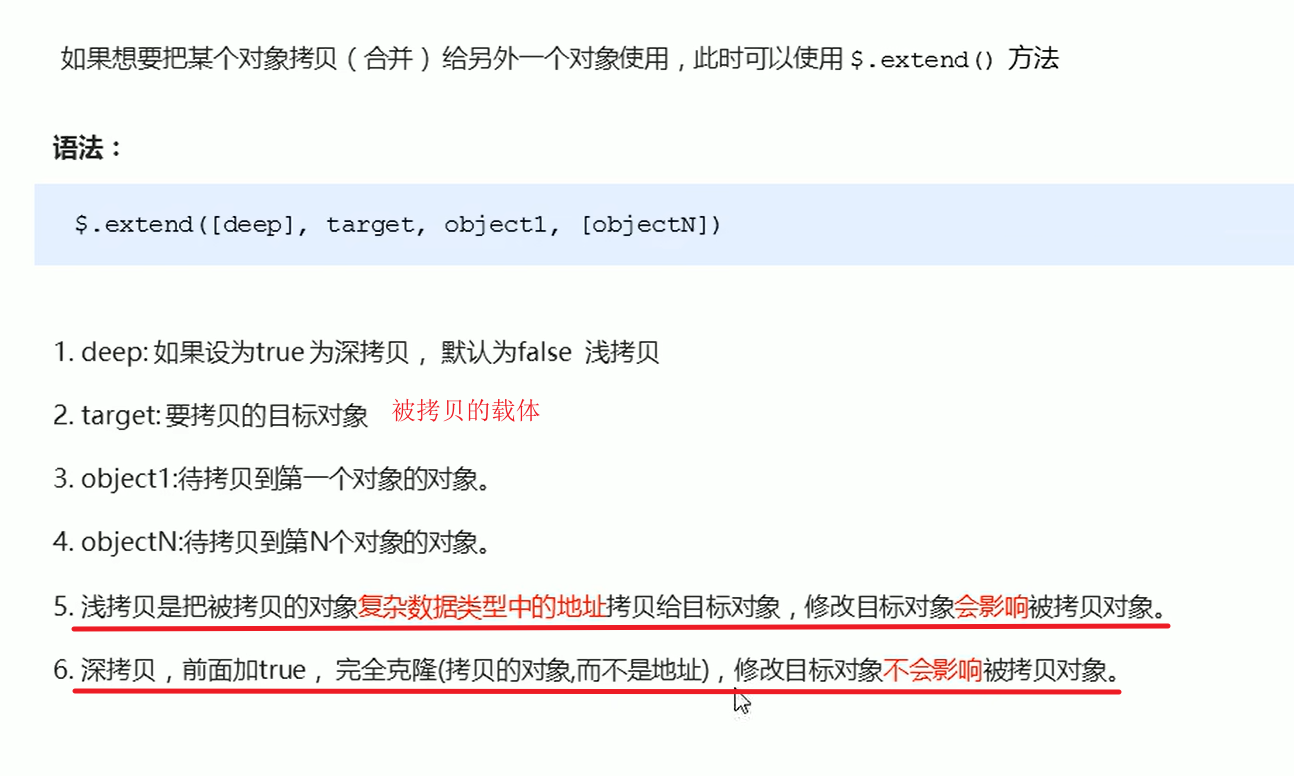 如果想要把某个对象拷贝（合并）给另外一个对象使用，此时可以使用 $.extend() 方法
语法：
$.extend([deep], target, object1, [objectN])
1. deep: 如果设为true 为深拷贝， 默认为false 浅拷贝
2. target: 要拷贝的目标对象 被拷贝的载体
3. object1:待拷贝到第一个对象的对象。
4. objectN:待拷贝到第N个对象的对象。
5. 浅拷贝是把被拷贝的对象复杂数据类型中的地址拷贝给目标对象，修改目标对象会影响被拷贝对象。
6. 深拷贝，前面加true， 完全克隆(拷贝的对象,而不是地址)，修改目标对象不会影响被拷贝对象。